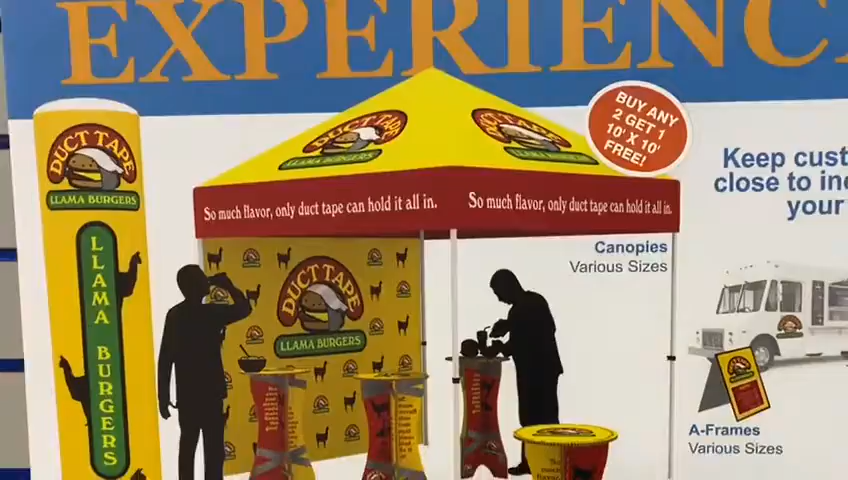 EXPERIENC
DUCT TAPE
LLAMA BURGERS
LLAMA BURGERS
DUCT TAPE
LLAMA BURGERS
DUCT TAPE
LLAMA BURGERS
BUY ANY
2 GET 1
10' X 10'
FREE!
So much flavor, only duct tape can hold it all in.
So much flavor, only duct tape can hold it all in.
Keep cust
close to in
your
Canopies
Various Sizes
DUCT TAPE
LLAMA BURGERS
A-Frames
Various Sizes